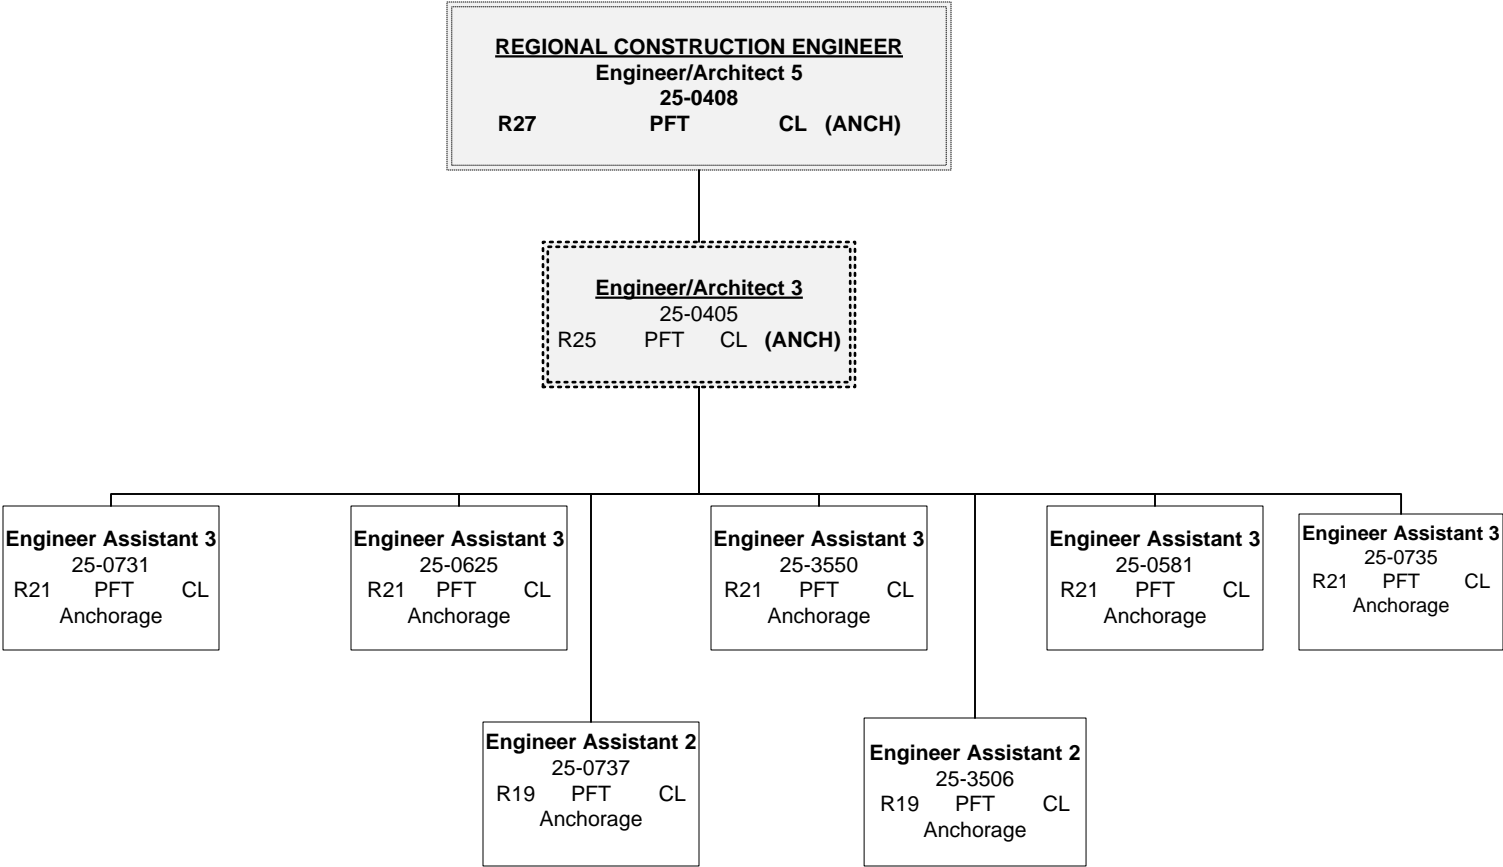 REGIONAL CONSTRUCTION ENGINEER
Engineer/Architect 5
25-0408
R27 PFT CL (ANCH)
Engineer/Architect 3
25-0405
R25 PFT CL (ANCH)
Engineer Assistant 3
25-0731
R21 PFT CL
Anchorage
Engineer Assistant 3
25-0625
R21 PFT CL
Anchorage
Engineer Assistant 3
25-3550
R21 PFT CL
Anchorage
Engineer Assistant 3
25-0581
R21 PFT CL
Anchorage
Engineer Assistant 3
25-0735
R21 PFT CL
Anchorage
Engineer Assistant 2
25-0737
R19 PFT CL
Anchorage
Engineer Assistant 2
25-3506
R19 PFT CL
Anchorage